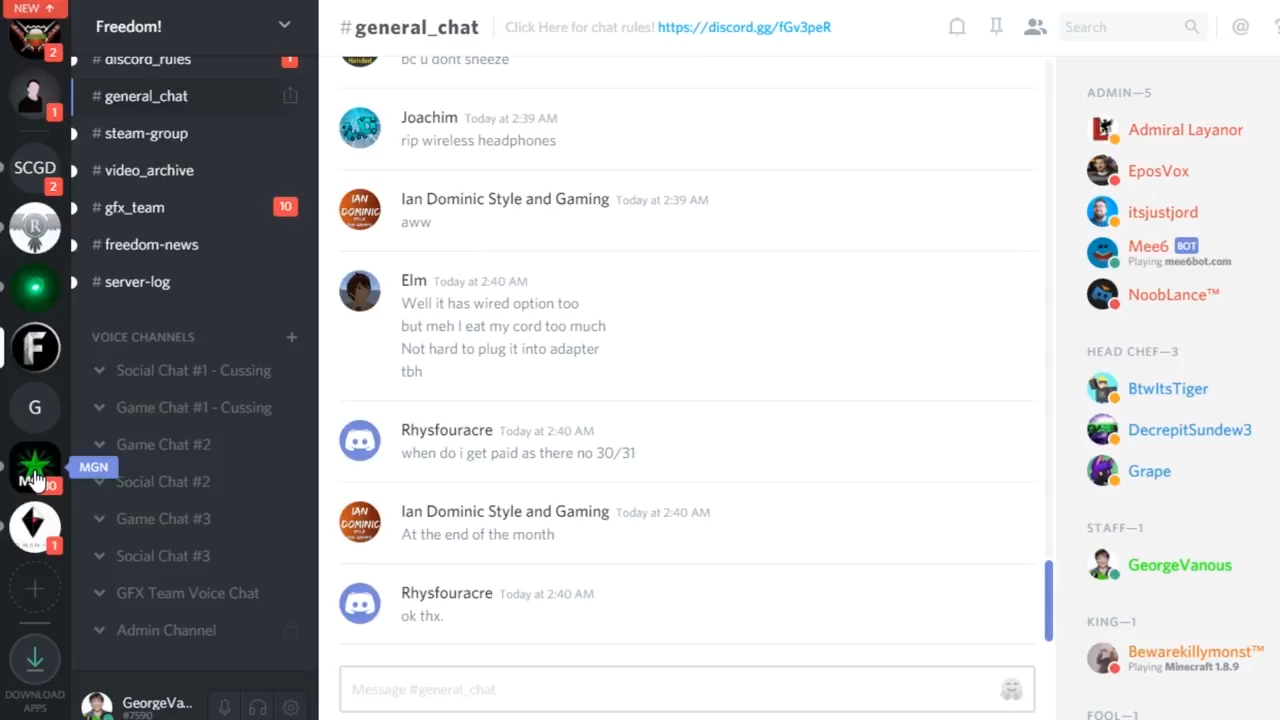 NEW ↑
2
1
SCGD
2
R
F
G
MGN
1
DOWNLOAD
APPS
Freedom!
# discord_rules
1
# general_chat
# steam-group
# video_archive
# gfx_team
10
# freedom-news
# server-log
VOICE CHANNELS
Social Chat #1 - Cussing
Game Chat #1 - Cussing
Game Chat #2
Social Chat #2
Game Chat #3
Social Chat #3
GFX Team Voice Chat
Admin Channel
GeorgeVa...
#7590
#general_chat
Click Here for chat rules! https://discord.gg/fGv3peR
Search
@
bc u dont sneeze
Joachim Today at 2:39 AM
rip wireless headphones
IAN
DOMINIC
Ian Dominic Style and Gaming Today at 2:39 AM
aww
Elm Today at 2:40 AM
Well it has wired option too
but meh I eat my cord too much
Not hard to plug it into adapter
tbh
Rhysfouracre Today at 2:40 AM
when do i get paid as there no 30/31
IAN
DOMINIC
Ian Dominic Style and Gaming Today at 2:40 AM
At the end of the month
Rhysfouracre Today at 2:40 AM
ok thx.
Message #general_chat
ADMIN—5
Admiral Layanor
EposVox
itsjustjord
Mee6 BOT
Playing mee6bot.com
NoobLance™
HEAD CHEF—3
BtwItsTiger
DecrepitSundew3
Grape
STAFF—1
GeorgeVanous
KING—1
Bewarekillymonst™
Playing Minecraft 1.8.9
FOOL—1